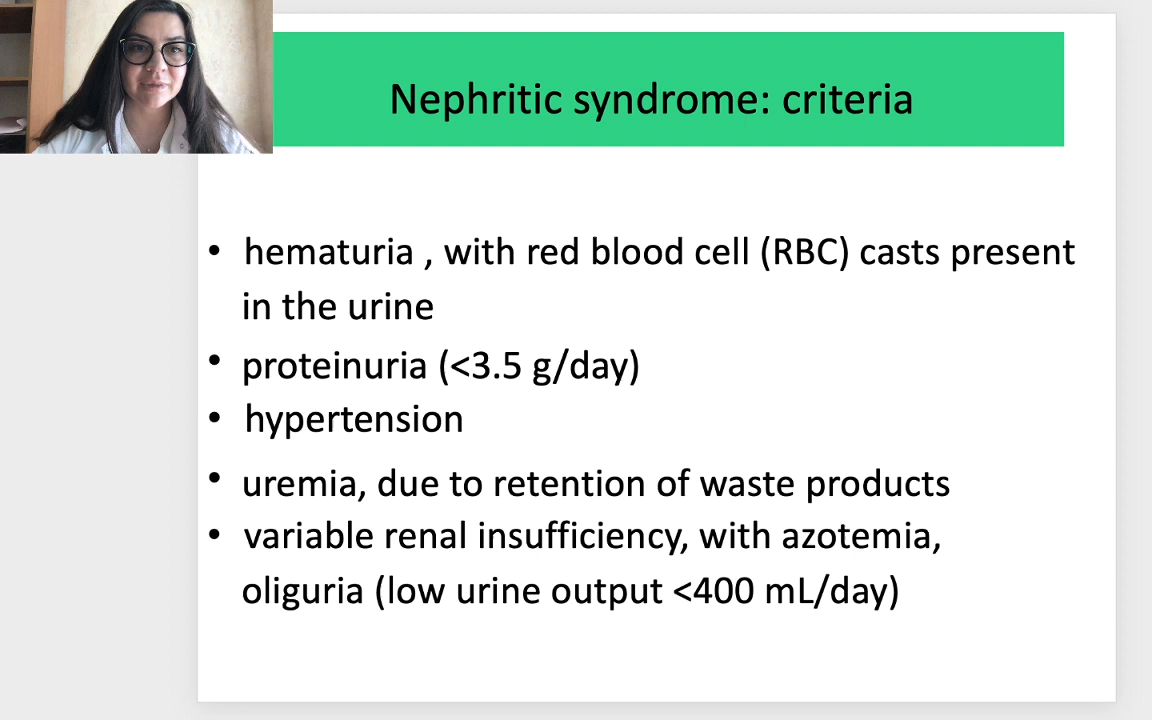 Nephritic syndrome: criteria
• hematuria , with red blood cell (RBC) casts present
in the urine
• proteinuria (<3.5 g/day)
• hypertension
• uremia, due to retention of waste products
• variable renal insufficiency, with azotemia,
oliguria (low urine output <400 mL/day)